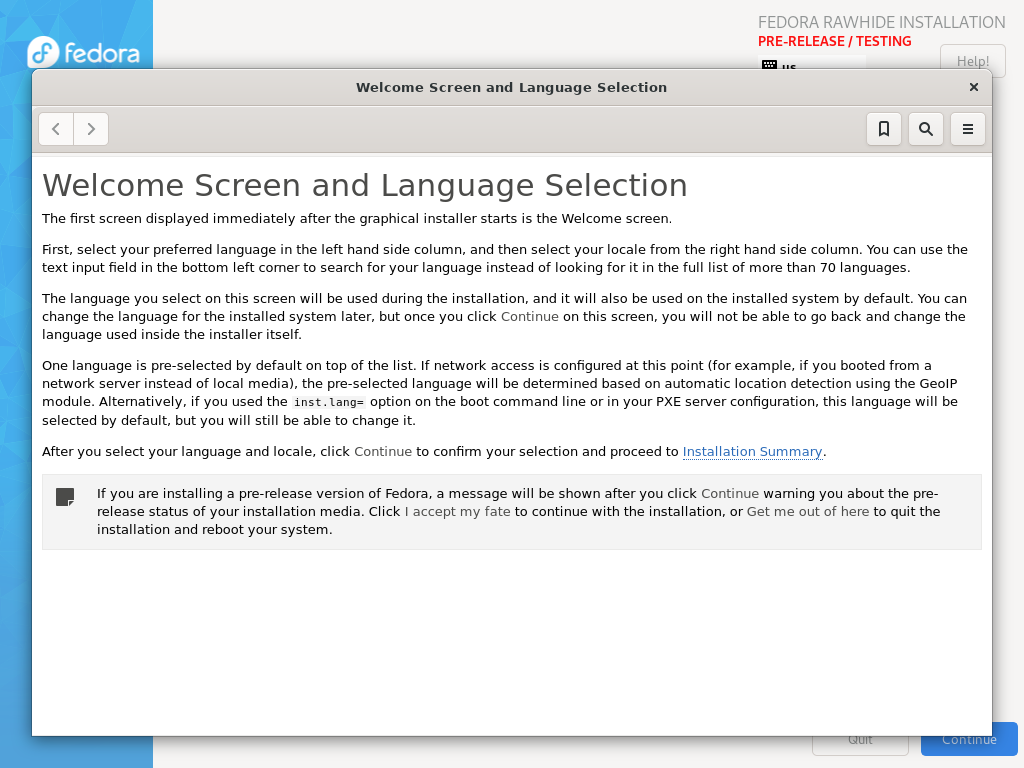 FEDORA RAWHIDE INSTALLATION
PRE-RELEASE / TESTING
fedora
us
Help!
Welcome Screen and Language Selection
Welcome Screen and Language Selection
The first screen displayed immediately after the graphical installer starts is the Welcome screen.
First, select your preferred language in the left hand side column, and then select your locale from the right hand side column. You can use the
text input field in the bottom left corner to search for your language instead of looking for it in the full list of more than 70 languages.
The language you select on this screen will be used during the installation, and it will also be used on the installed system by default. You can
change the language for the installed system later, but once you click Continue on this screen, you will not be able to go back and change the
language used inside the installer itself.
One language is pre-selected by default on top of the list. If network access is configured at this point (for example, if you booted from a
network server instead of local media), the pre-selected language will be determined based on automatic location detection using the GeoIP
module. Alternatively, if you used the inst.lang= option on the boot command line or in your PXE server configuration, this language will be
selected by default, but you will still be able to change it.
After you select your language and locale, click Continue to confirm your selection and proceed to Installation Summary.
If you are installing a pre-release version of Fedora, a message will be shown after you click Continue warning you about the pre-
release status of your installation media. Click I accept my fate to continue with the installation, or Get me out of here to quit the
installation and reboot your system.
Quit
Continue